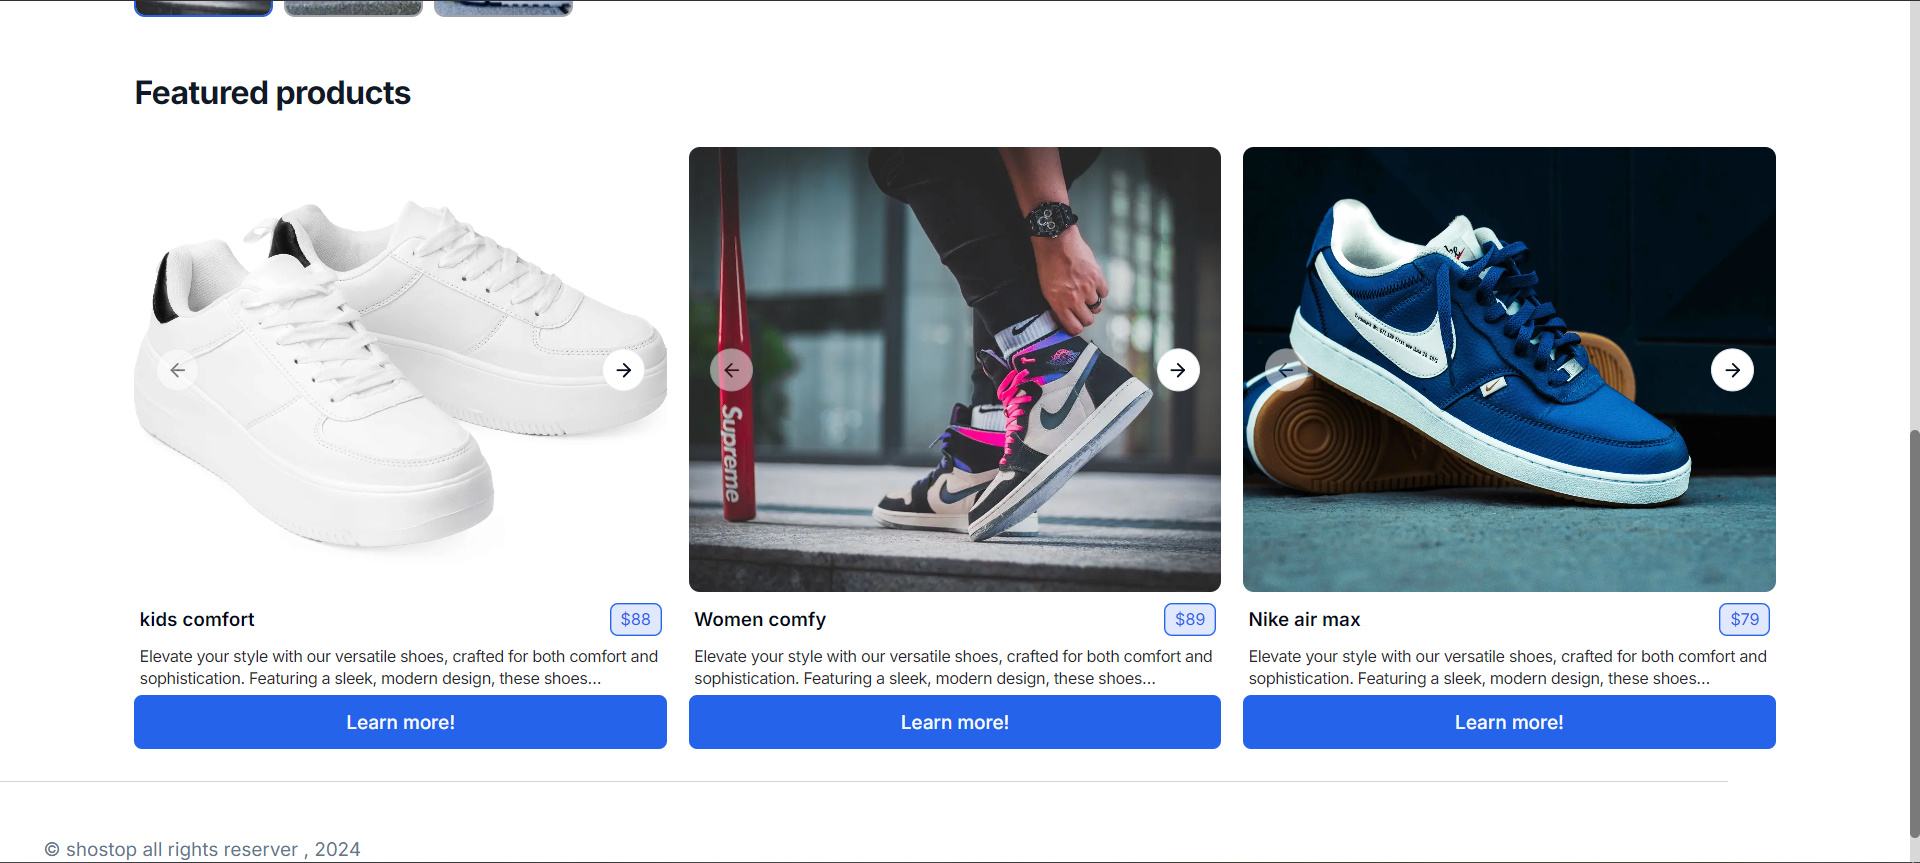 Featured products
Supreme
kids comfort
$88
Elevate your style with our versatile shoes, crafted for both comfort and
sophistication. Featuring a sleek, modern design, these shoes...
Learn more!
Women comfy
$89
Elevate your style with our versatile shoes, crafted for both comfort and
sophistication. Featuring a sleek, modern design, these shoes...
Learn more!
Nike air max
$79
Elevate your style with our versatile shoes, crafted for both comfort and
sophistication. Featuring a sleek, modern design, these shoes...
Learn more!
© shostop all rights reserver , 2024